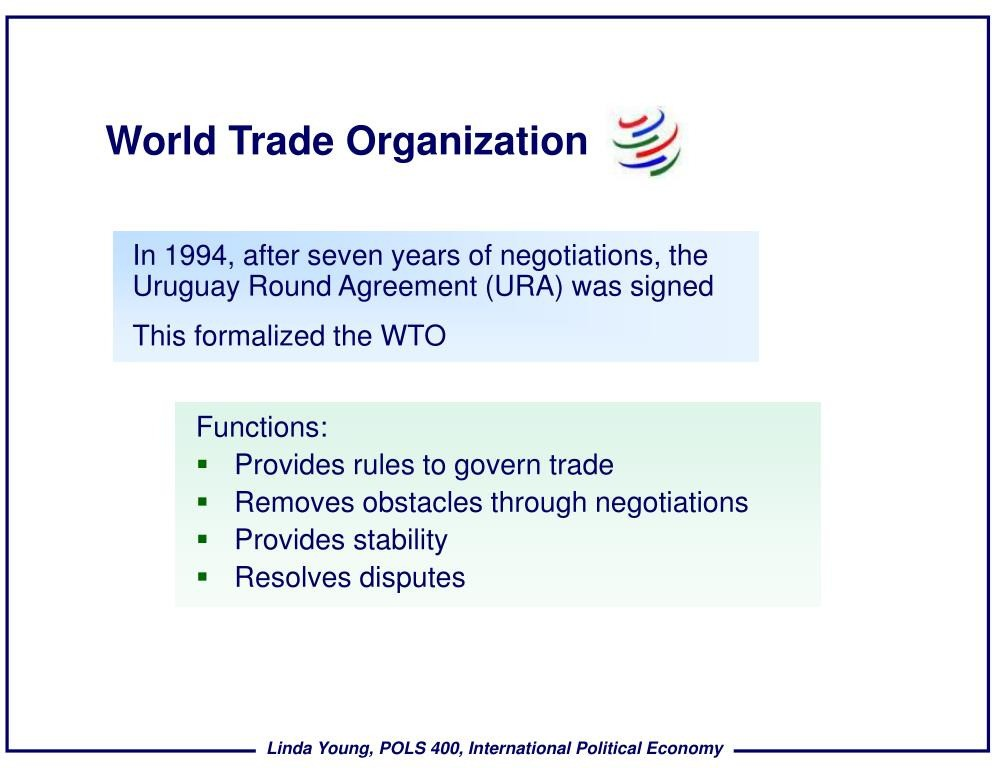 World Trade Organization
In 1994, after seven years of negotiations, the
Uruguay Round Agreement (URA) was signed
This formalized the WTO
Functions:
▪ Provides rules to govern trade
▪ Removes obstacles through negotiations
▪ Provides stability
▪ Resolves disputes
Linda Young, POLS 400, International Political Economy